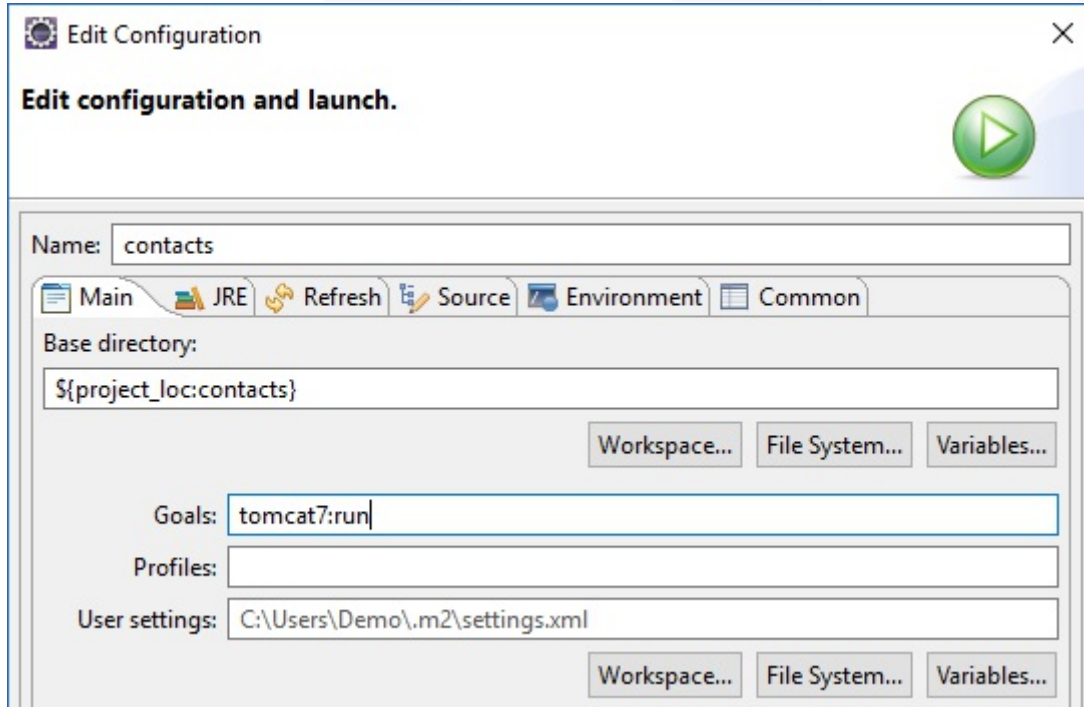 Edit Configuration
Edit configuration and launch.
Name: contacts
Main JRE Refresh Source Environment Common
Base directory:
${project_loc:contacts}
Workspace... File System... Variables...
Goals: tomcat7:run
Profiles:
User settings: C:\Users\Demo\.m2\settings.xml
Workspace... File System... Variables...